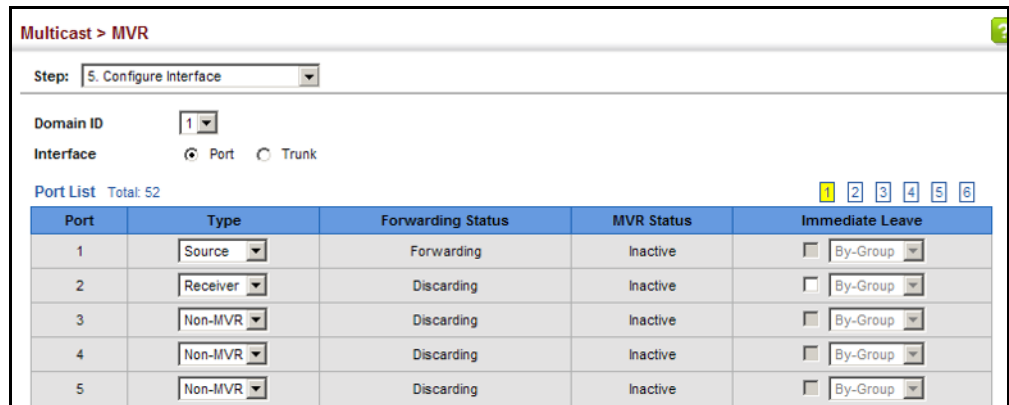 Multicast > MVR
?
Step: 5. Configure Interface
Domain ID 1
Interface Port Trunk
Port List Total: 52 1 2 3 4 5 6
Port Type Forwarding Status MVR Status Immediate Leave
1 Source Forwarding Inactive By-Group
2 Receiver Discarding Inactive By-Group
3 Non-MVR Discarding Inactive By-Group
4 Non-MVR Discarding Inactive By-Group
5 Non-MVR Discarding Inactive By-Group